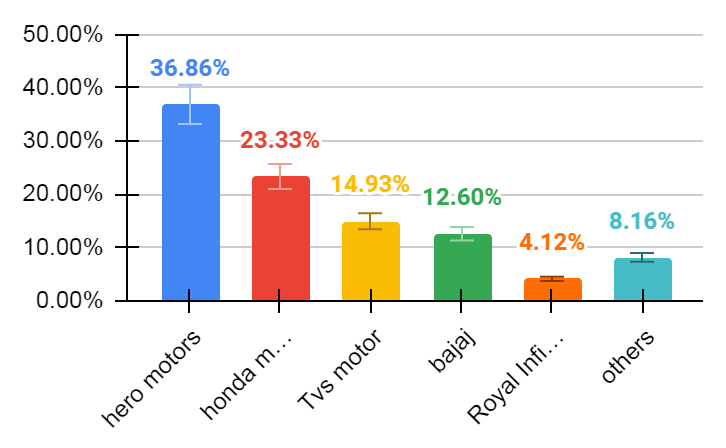 50.00%
40.00%
30.00%
20.00%
10.00%
0.00%
36.86%
23.33%
14.93%
12.60%
4.12%
8.16%
hero motors
honda m…
Tvs motor
bajaj
Royal Infi…
others